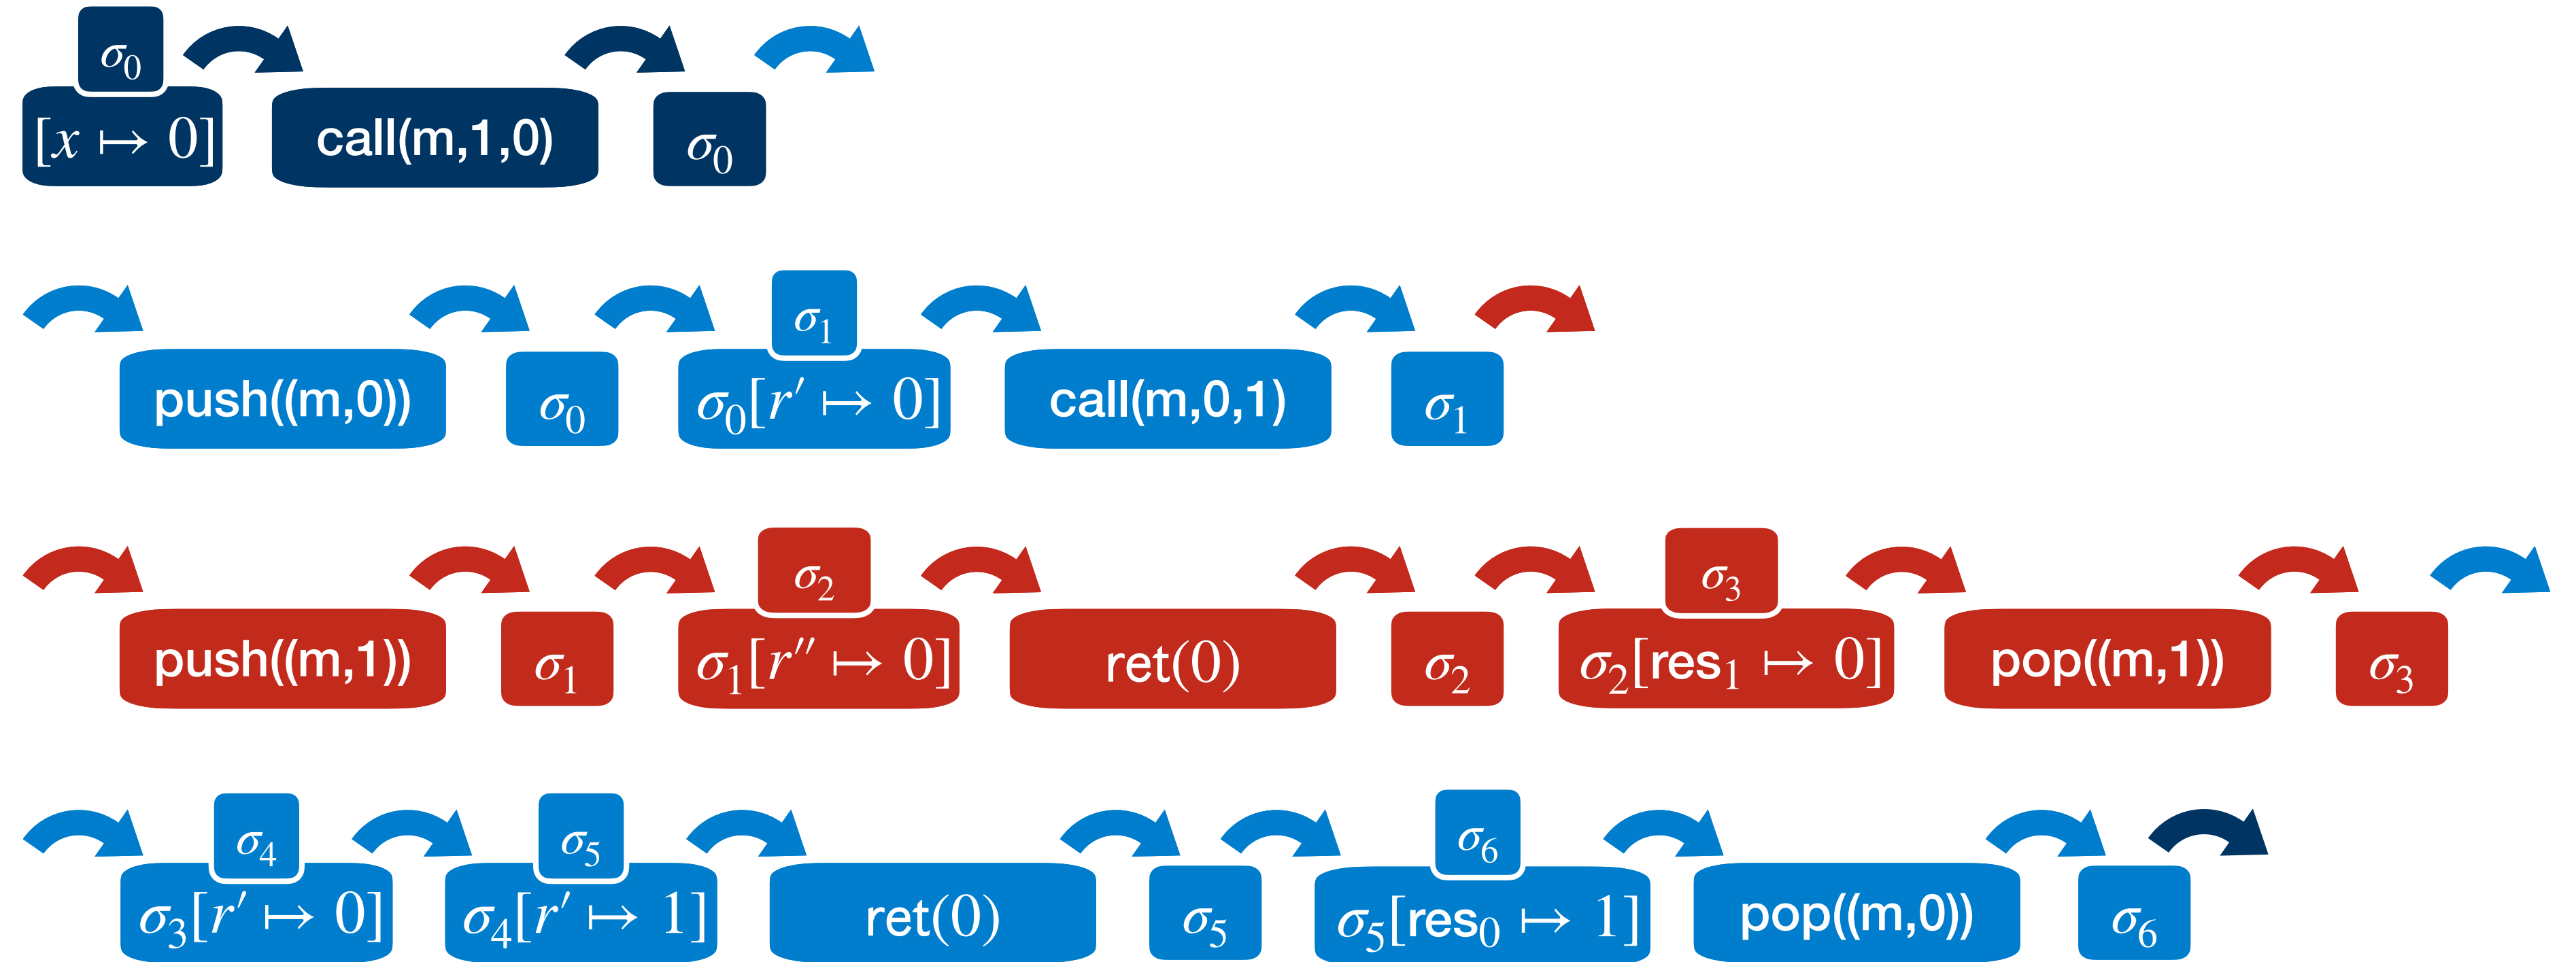 σ₀
[x ↦ 0] call(m,1,0) σ₀
σ₁
push((m,0)) σ₀ σ₀[r′ ↦ 0] call(m,0,1) σ₁
σ₂ σ₃
push((m,1)) σ₁ σ₁[r″ ↦ 0] ret(0) σ₂ σ₂[res₁ ↦ 0] pop((m,1)) σ₃
σ₄ σ₅ σ₆
σ₃[r′ ↦ 0] σ₄[r′ ↦ 1] ret(0) σ₅ σ₅[res₀ ↦ 1] pop((m,0)) σ₆